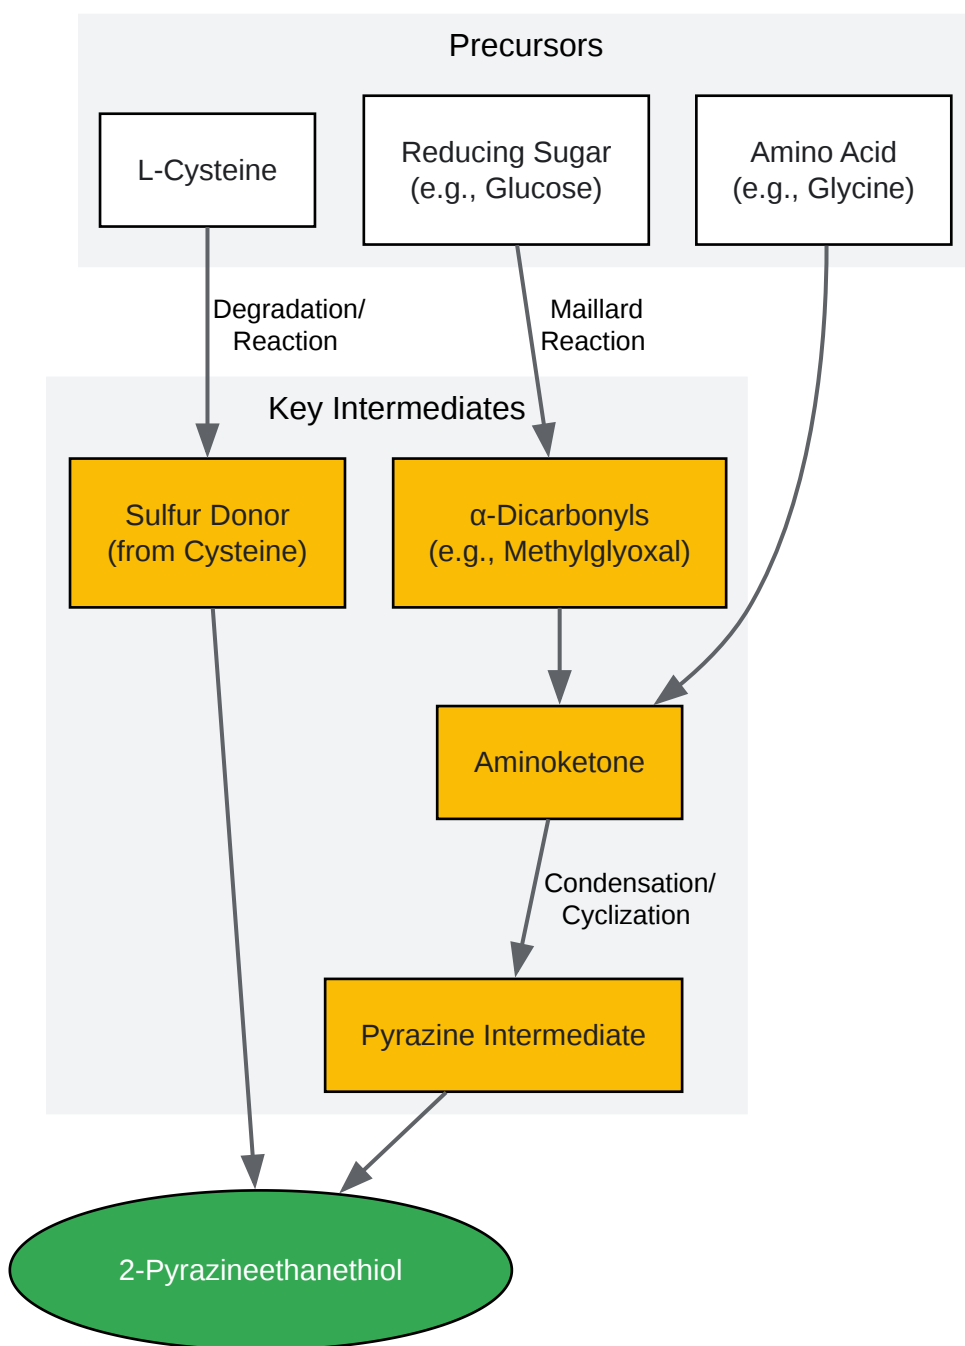 Precursors
L-Cysteine
Reducing Sugar
(e.g., Glucose)
Amino Acid
(e.g., Glycine)
Degradation/
Reaction
Maillard
Reaction
Key Intermediates
Sulfur Donor
(from Cysteine)
α-Dicarbonyls
(e.g., Methylglyoxal)
Aminoketone
Condensation/
Cyclization
Pyrazine Intermediate
2-Pyrazineethanethiol